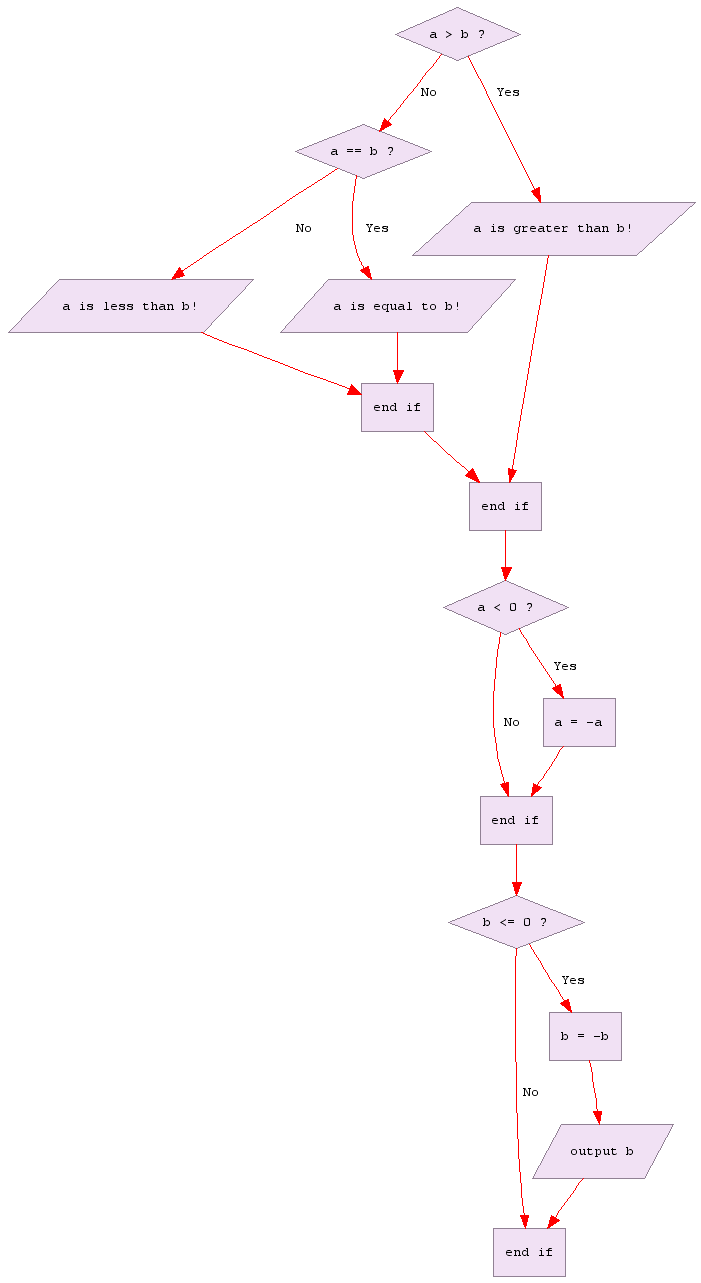 a > b ?
No
Yes
a == b ?
a is greater than b!
No
Yes
a is less than b!
a is equal to b!
end if
end if
a < 0 ?
Yes
No
a = -a
end if
b <= 0 ?
Yes
b = -b
No
output b
end if